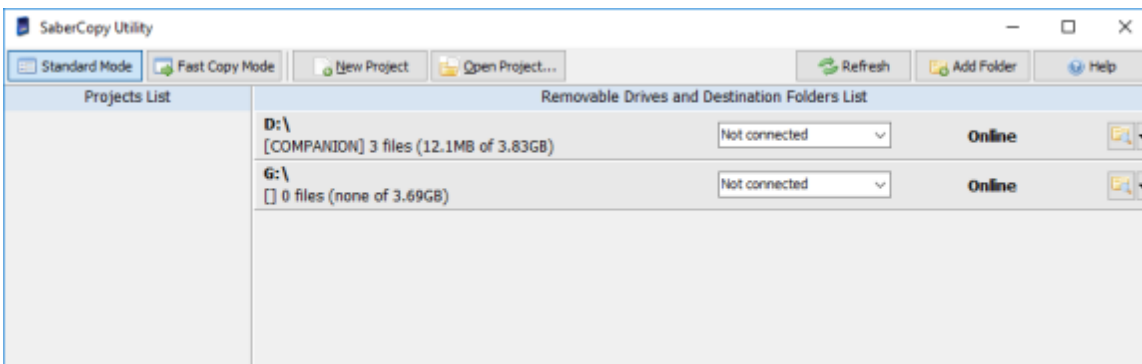 SaberCopy Utility
Standard Mode Fast Copy Mode New Project Open Project... Refresh Add Folder Help
Projects List Removable Drives and Destination Folders List
D:\
[COMPANION] 3 files (12.1MB of 3.83GB) Not connected Online
G:\
[] 0 files (none of 3.69GB) Not connected Online